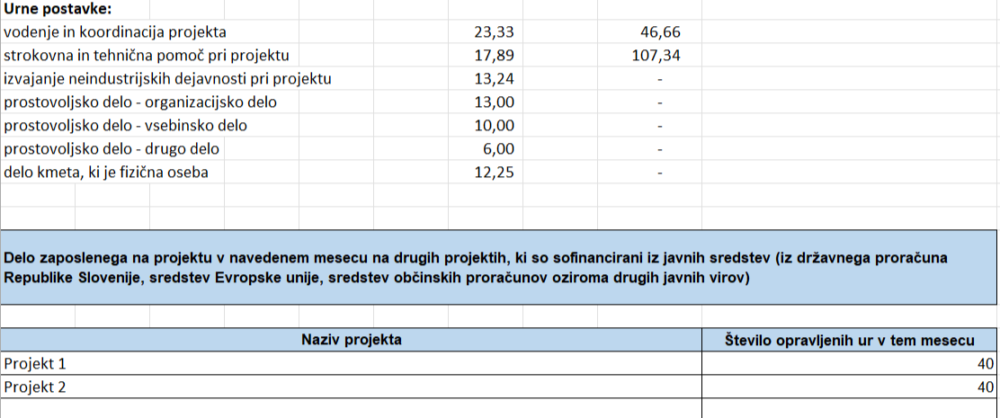 Urne postavke:
vodenje in koordinacija projekta 23,33 46,66
strokovna in tehnična pomoč pri projektu 17,89 107,34
izvajanje neindustrijskih dejavnosti pri projektu 13,24 -
prostovoljsko delo - organizacijsko delo 13,00 -
prostovoljsko delo - vsebinsko delo 10,00 -
prostovoljsko delo - drugo delo 6,00 -
delo kmeta, ki je fizična oseba 12,25 -
Delo zaposlenega na projektu v navedenem mesecu na drugih projektih, ki so sofinancirani iz javnih sredstev (iz državnega proračuna
Republike Slovenije, sredstev Evropske unije, sredstev občinskih proračunov oziroma drugih javnih virov)
Naziv projekta Število opravljenih ur v tem mesecu
Projekt 1 40
Projekt 2 40